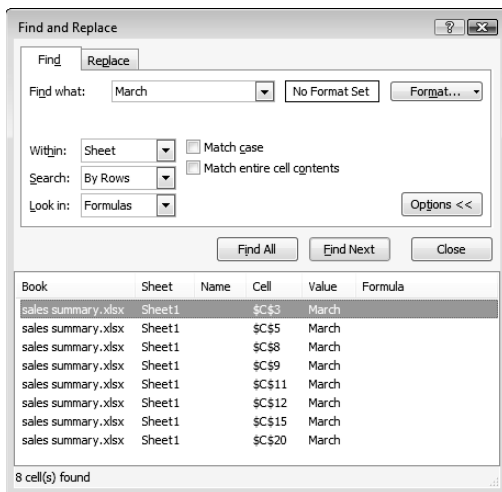 Find and Replace
Find Replace
Find what: March No Format Set Format...
Within: Sheet Match case
Match entire cell contents
Search: By Rows
Look in: Formulas Options <<
Find All Find Next Close
Book Sheet Name Cell Value Formula
sales summary.xlsx Sheet1 $C$3 March
sales summary.xlsx Sheet1 $C$5 March
sales summary.xlsx Sheet1 $C$8 March
sales summary.xlsx Sheet1 $C$9 March
sales summary.xlsx Sheet1 $C$11 March
sales summary.xlsx Sheet1 $C$12 March
sales summary.xlsx Sheet1 $C$15 March
sales summary.xlsx Sheet1 $C$20 March
8 cell(s) found